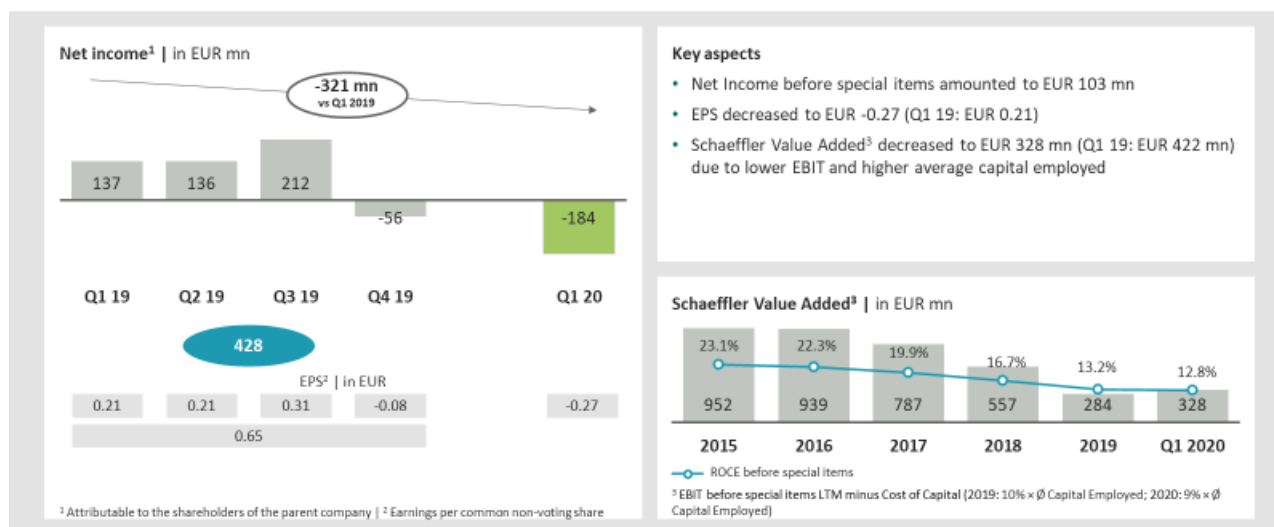 Net income¹ | in EUR mn
-321 mn
vs Q1 2019
137 136 212 -56 -184
Q1 19 Q2 19 Q3 19 Q4 19 Q1 20
428
EPS² | in EUR
0.21 0.21 0.31 -0.08 -0.27
0.65
¹ Attributable to the shareholders of the parent company | ² Earnings per common non-voting share
Key aspects
• Net Income before special items amounted to EUR 103 mn
• EPS decreased to EUR -0.27 (Q1 19: EUR 0.21)
• Schaeffler Value Added³ decreased to EUR 328 mn (Q1 19: EUR 422 mn)
due to lower EBIT and higher average capital employed
Schaeffler Value Added³ | in EUR mn
23.1% 22.3% 19.9% 16.7% 13.2% 12.8%
952 939 787 557 284 328
2015 2016 2017 2018 2019 Q1 2020
ROCE before special items
³ EBIT before special items LTM minus Cost of Capital (2019: 10% × Ø Capital Employed; 2020: 9% × Ø
Capital Employed)